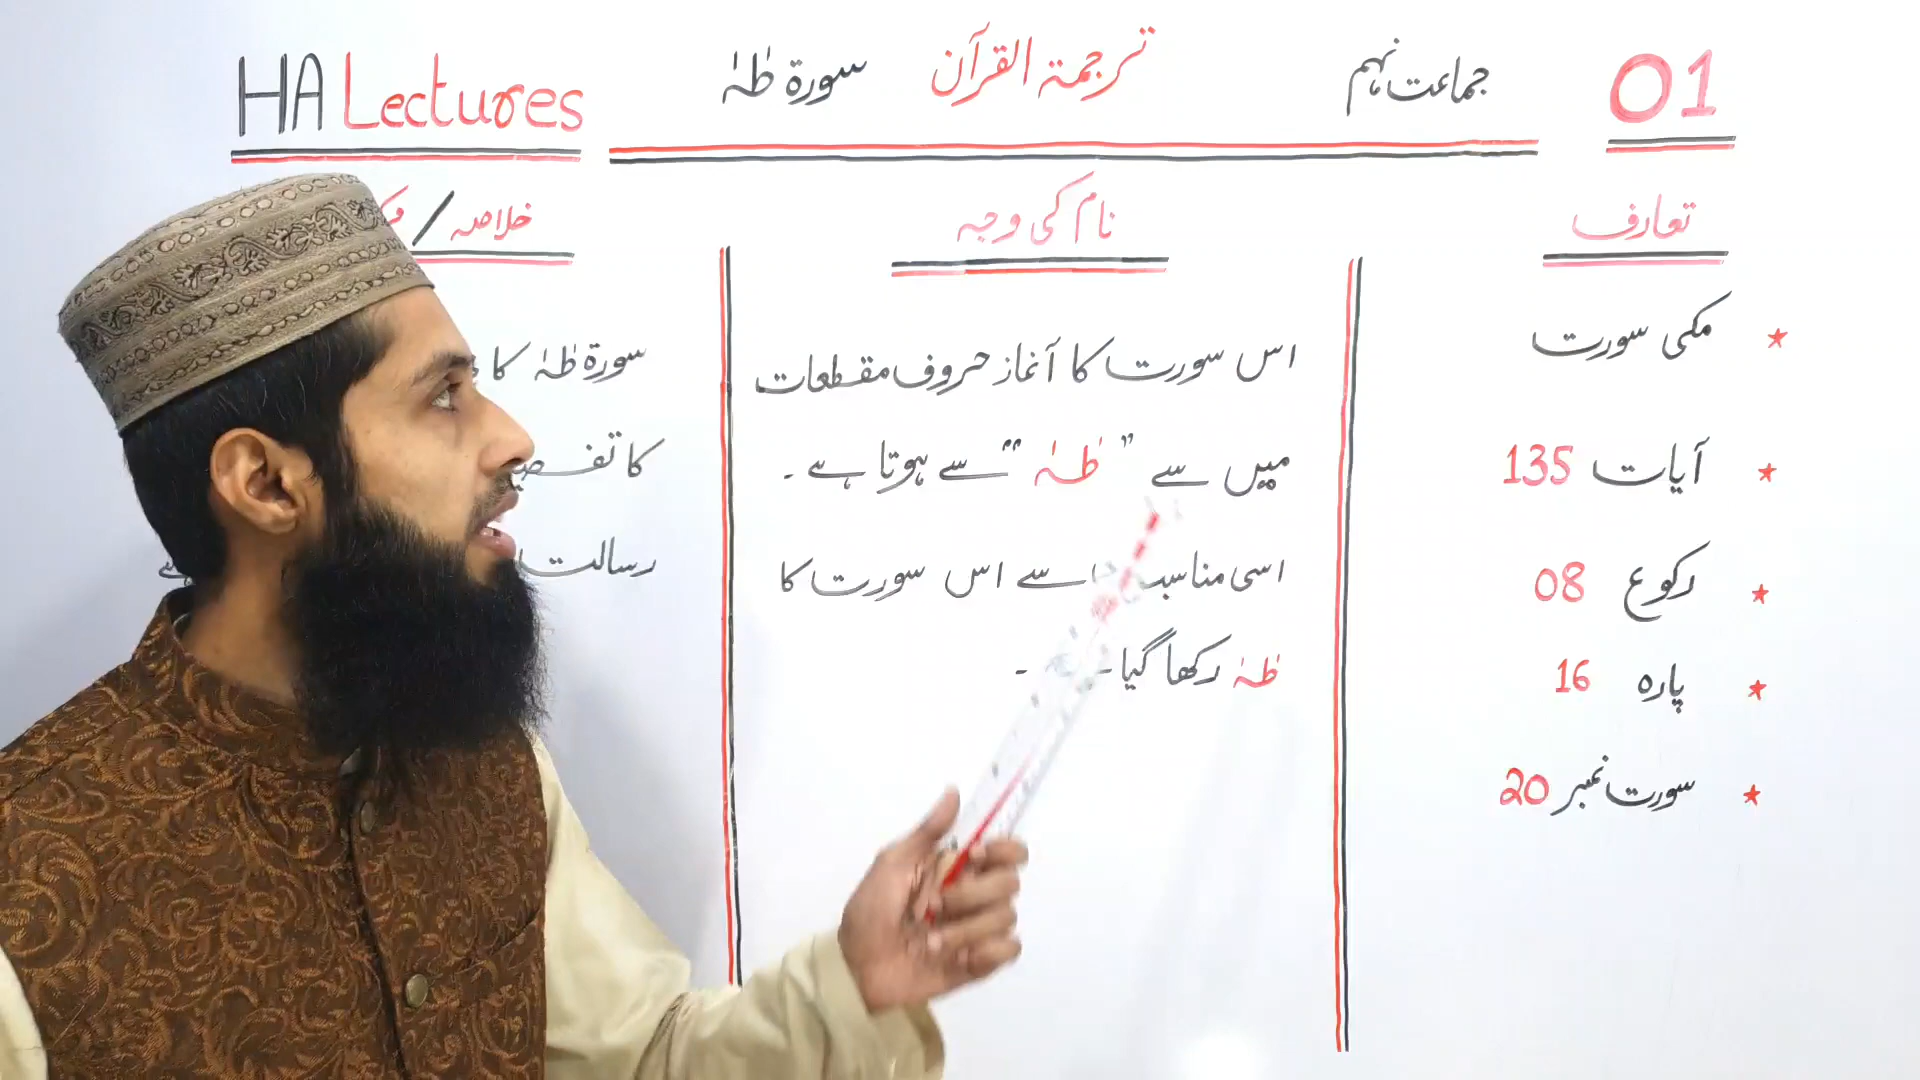 01
جماعت نہم
ترجمۃ القرآن
سورۃ طٰہٰ
HA Lectures
تعارف
مکی سورت
آیات 135
رکوع 08
پارہ 16
سورت نمبر 20
نام کی وجہ
اس سورت کا آغاز حروف مقطعات
میں سے "طٰہٰ" سے ہوتا ہے ۔
اسی سے اس سورت کا
طٰہٰ رکھا گیا ۔
خلاصہ /
سورۃ طٰہٰ کا
کا
رسالت